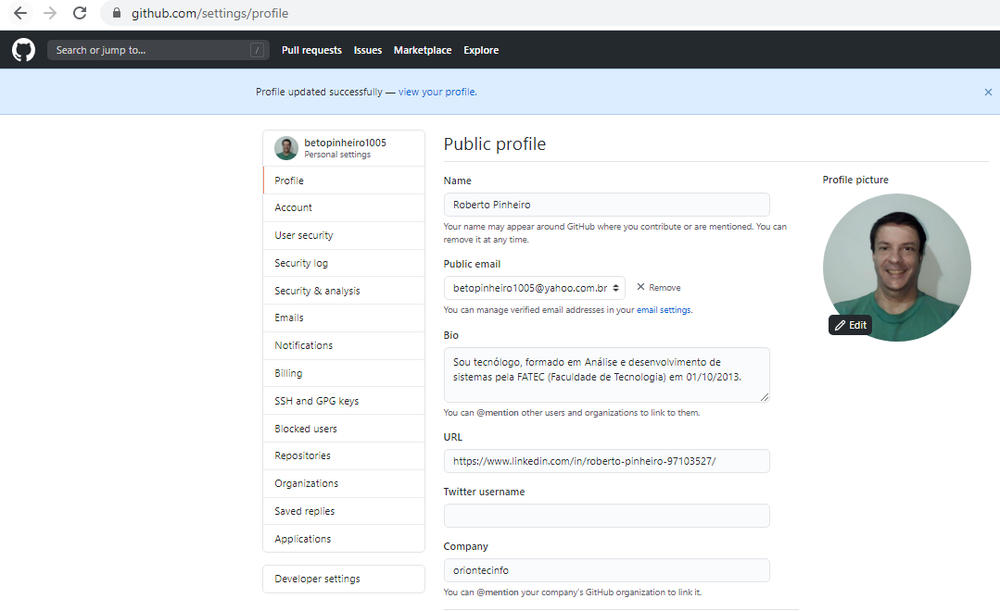 github.com/settings/profile
Search or jump to...
/
Pull requests
Issues
Marketplace
Explore
Profile updated successfully — view your profile.
betopinheiro1005
Personal settings
Profile
Account
User security
Security log
Security & analysis
Emails
Notifications
Billing
SSH and GPG keys
Blocked users
Repositories
Organizations
Saved replies
Applications
Developer settings
Public profile
Name
Roberto Pinheiro
Your name may appear around GitHub where you contribute or are mentioned. You can
remove it at any time.
Public email
betopinheiro1005@yahoo.com.br
Remove
You can manage verified email addresses in your email settings.
Bio
Sou tecnólogo, formado em Análise e desenvolvimento de
sistemas pela FATEC (Faculdade de Tecnologia) em 01/10/2013.
You can @mention other users and organizations to link to them.
URL
https://www.linkedin.com/in/roberto-pinheiro-97103527/
Twitter username
Company
oriontecinfo
You can @mention your company's GitHub organization to link it.
Profile picture
Edit